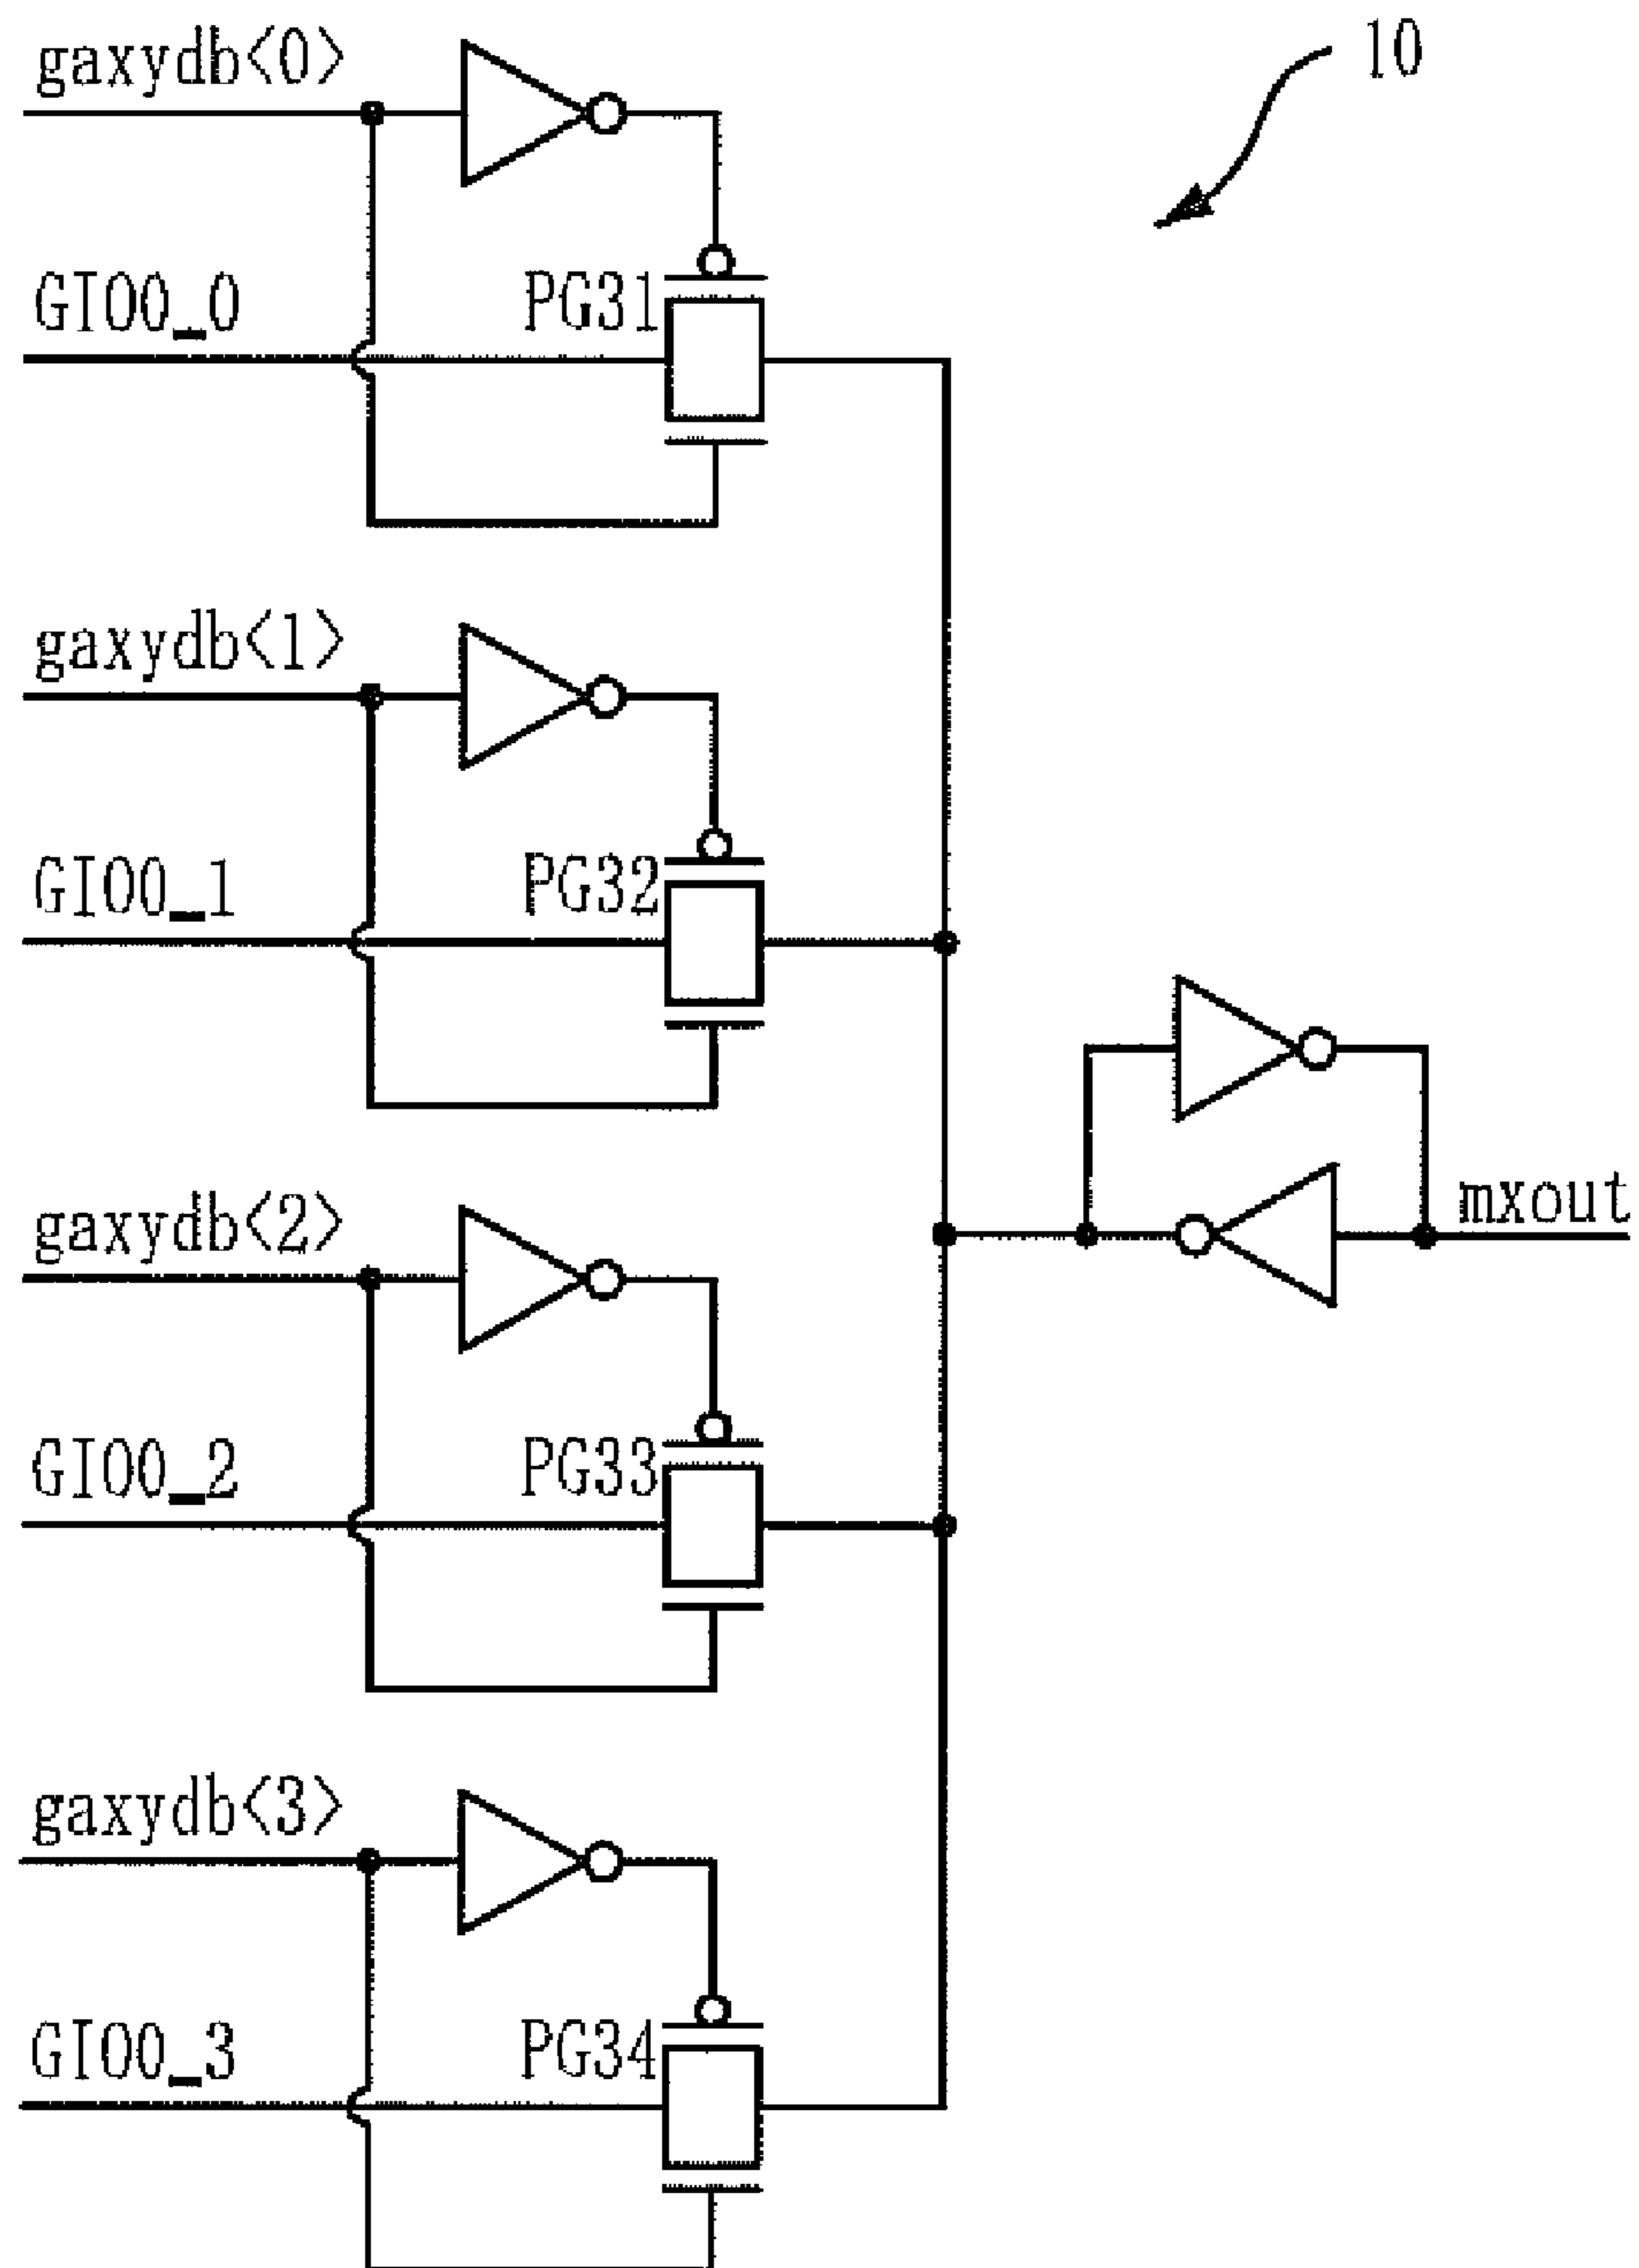 gaxydb<0>
10
GIO0_0
PG31
gaxydb<1>
GIO0_1
PG32
mxout
gaxydb<2>
GIO0_2
PG33
gaxydb<3>
GIO0_3
PG34